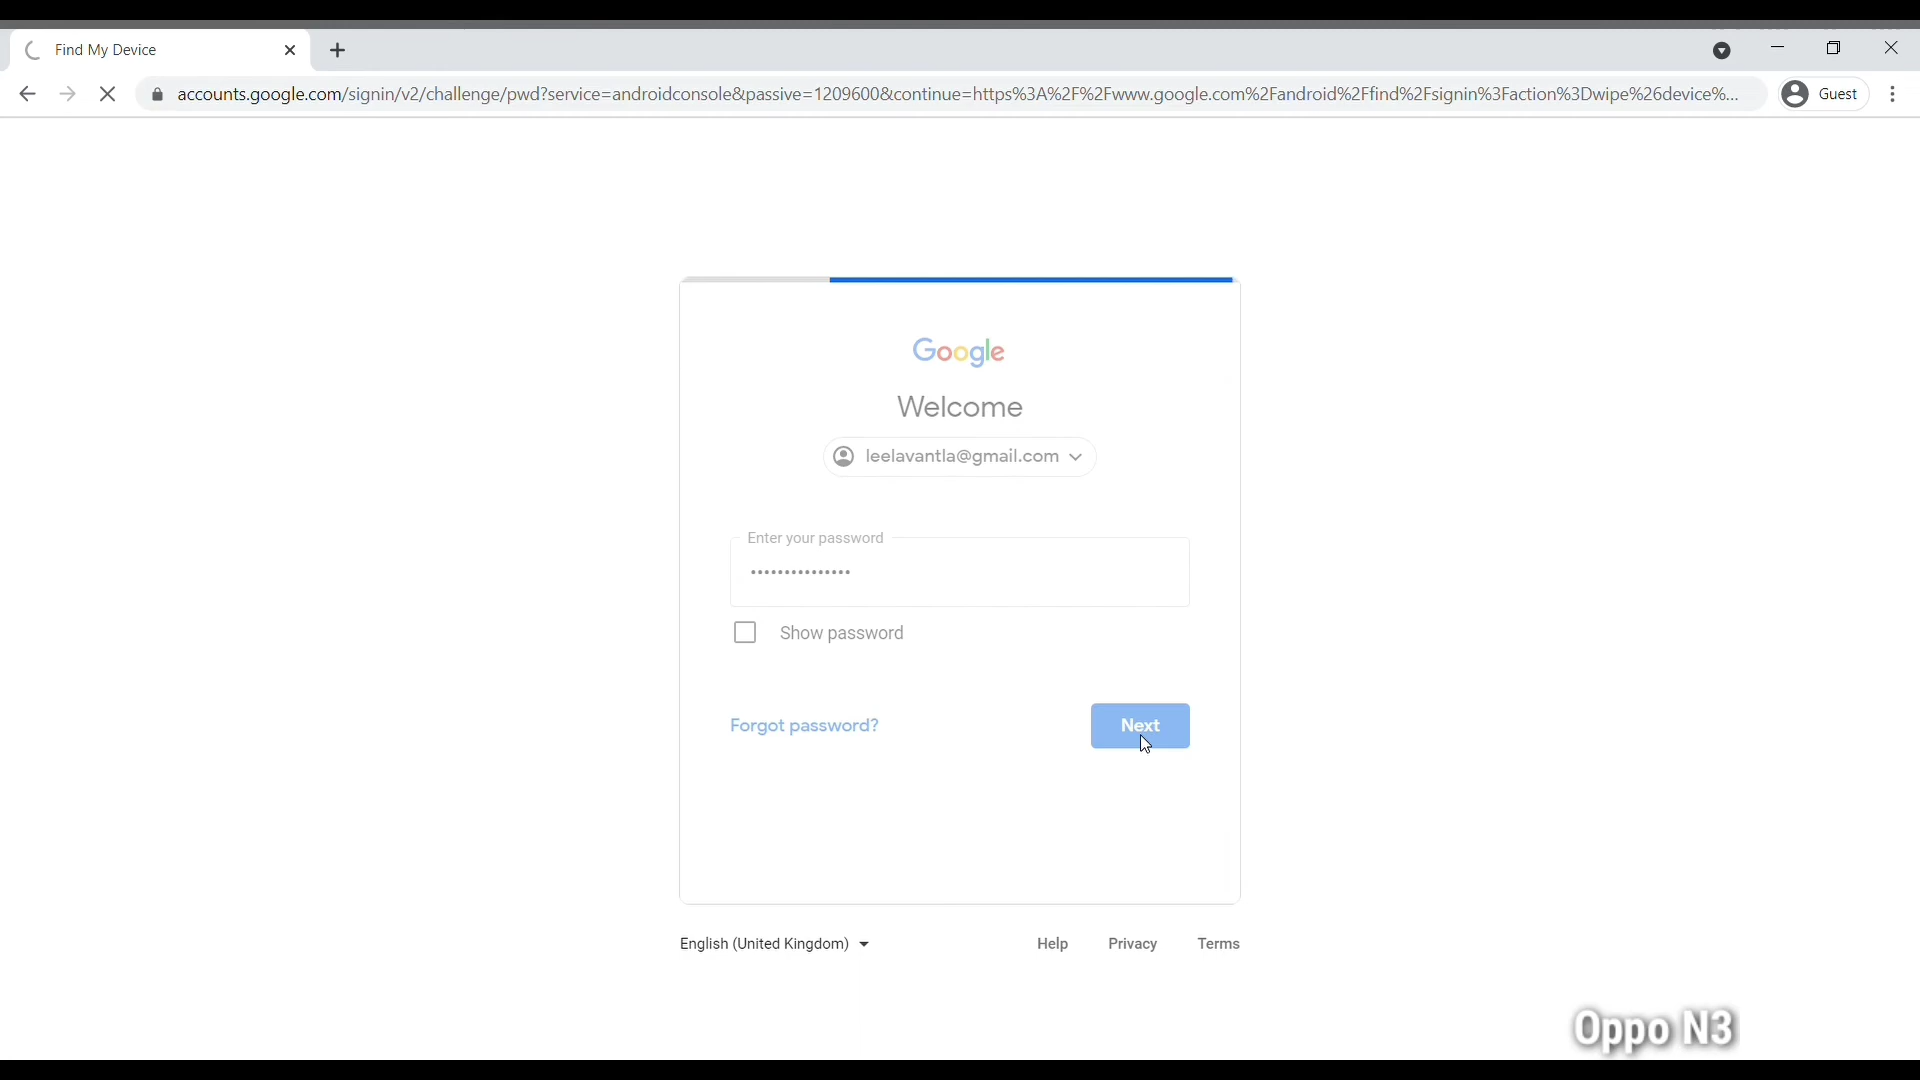 Find My Device
accounts.google.com/signin/v2/challenge/pwd?service=androidconsole&passive=1209600&continue=https%3A%2F%2Fwww.google.com%2Fandroid%2Ffind%2Fsignin%3Faction%3Dwipe%26device%...
Guest
Google
Welcome
leelavantla@gmail.com
Enter your password
Show password
Forgot password?
Next
English (United Kingdom)
Help
Privacy
Terms
Oppo N3